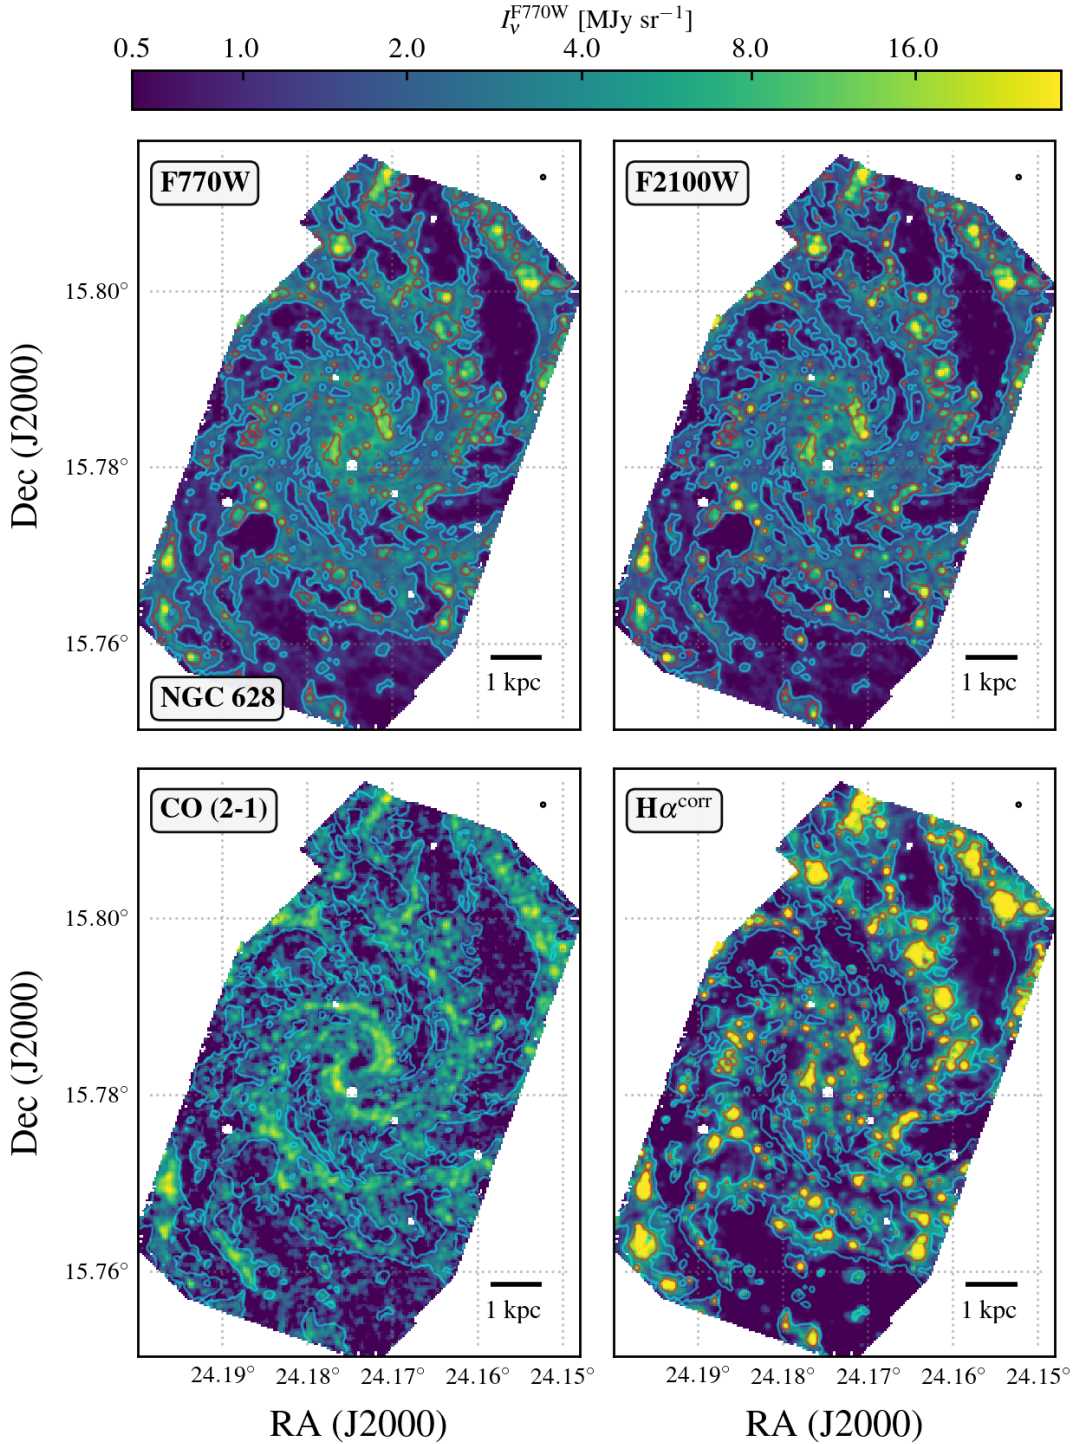 I_ν^F770W [MJy sr⁻¹]
0.5 1.0 2.0 4.0 8.0 16.0
F770W
F2100W
15.80°
15.78°
15.76°
Dec (J2000)
NGC 628
1 kpc
1 kpc
CO (2-1)
Hα^corr
15.80°
15.78°
15.76°
Dec (J2000)
1 kpc
1 kpc
24.19° 24.18° 24.17° 24.16° 24.15°
24.19° 24.18° 24.17° 24.16° 24.15°
RA (J2000)
RA (J2000)